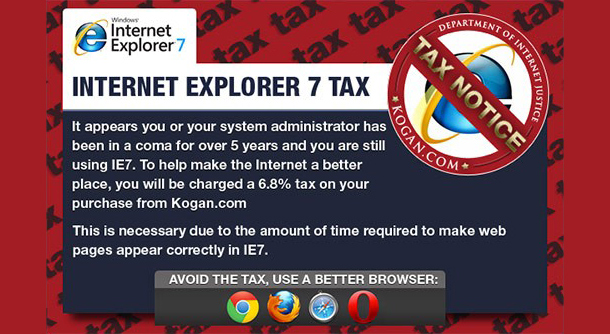 Windows
Internet
Explorer 7
DEPARTMENT OF INTERNET JUSTICE
TAX NOTICE
KOGAN.COM
INTERNET EXPLORER 7 TAX
It appears you or your system administrator has
been in a coma for over 5 years and you are still
using IE7. To help make the Internet a better
place, you will be charged a 6.8% tax on your
purchase from Kogan.com
This is necessary due to the amount of time required to make web
pages appear correctly in IE7.
AVOID THE TAX, USE A BETTER BROWSER:
tax tax tax tax